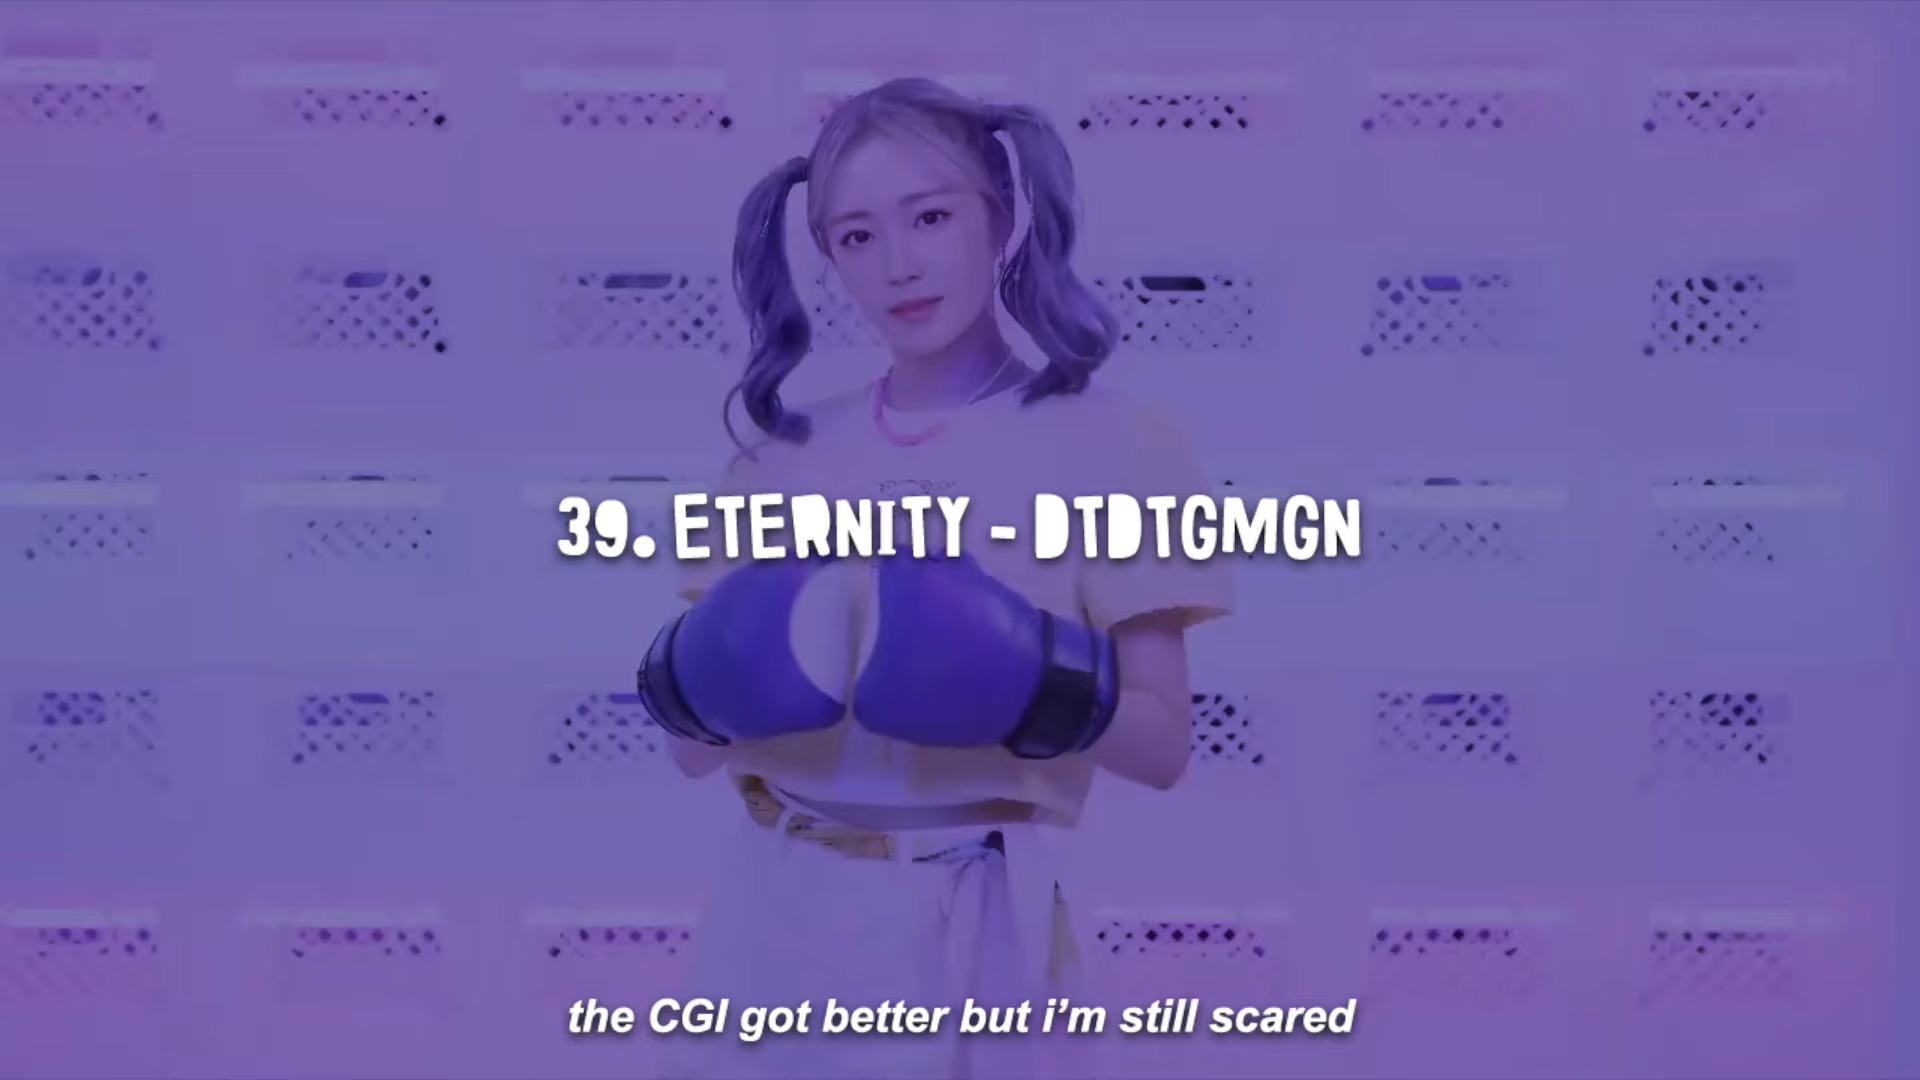 39. ETERNITY - DTDTGMGN
the CGI got better but i'm still scared